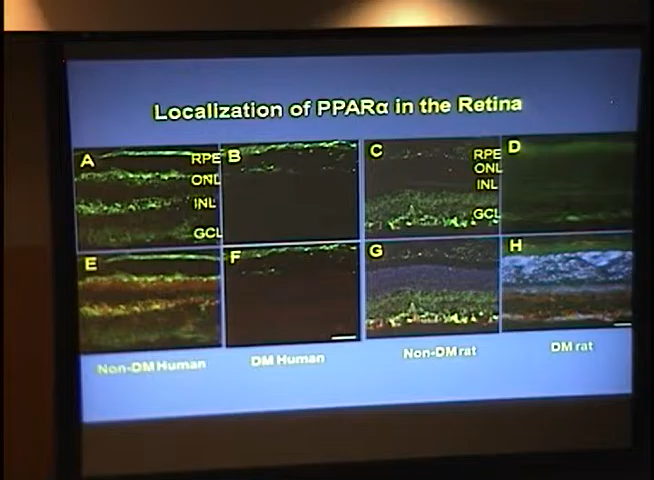 Localization of PPARα in the Retina
A
RPE
ONL
INL
GCL
B
C
RPE
ONL
INL
GCL
D
E
F
G
H
Non-DM Human
DM Human
Non-DM rat
DM rat